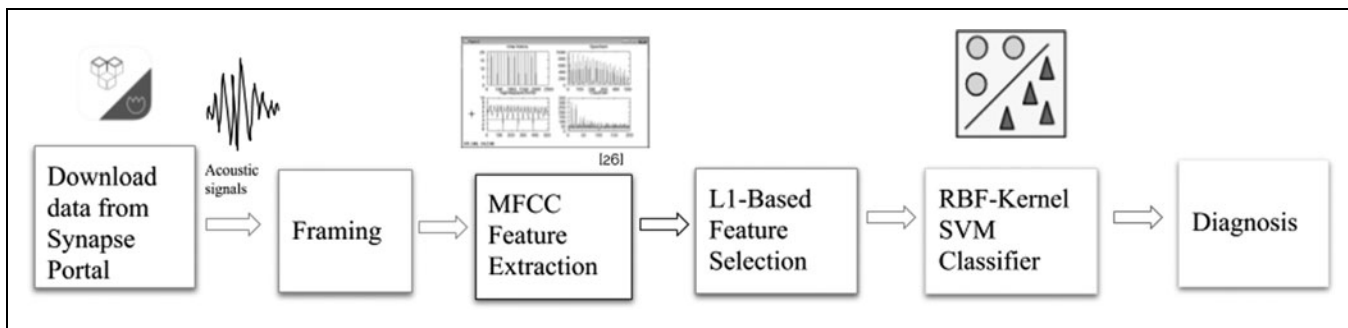 [26]
Acoustic
signals
Download
data from
Synapse
Portal
Framing
MFCC
Feature
Extraction
L1-Based
Feature
Selection
RBF-Kernel
SVM
Classifier
Diagnosis